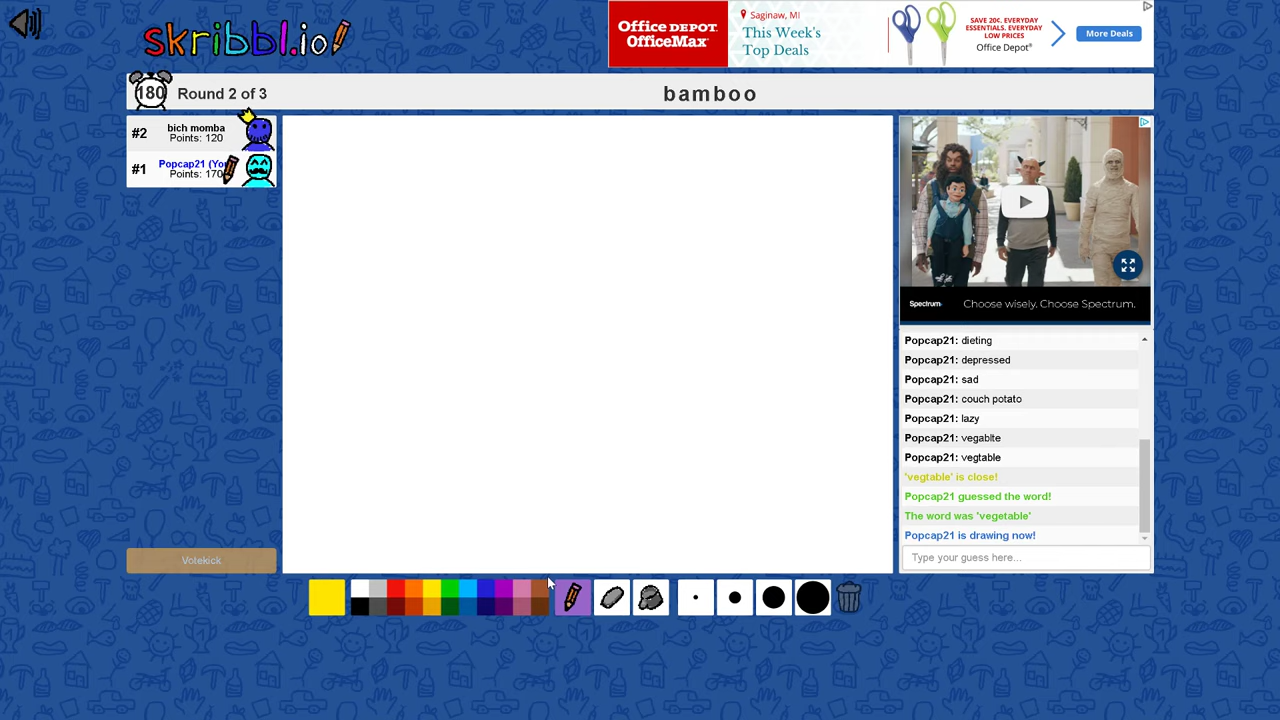 skribbl.io
OFFICE DEPOT
OfficeMax
Saginaw, MI
This Week's
Top Deals
SAVE 20¢. EVERYDAY
ESSENTIALS. EVERYDAY
LOW PRICES
Office Depot®
More Deals
180
Round 2 of 3
bamboo
#2
bich momba
Points: 120
#1
Popcap21 (You
Points: 170
Spectrum
Choose wisely. Choose Spectrum.
Popcap21: dieting
Popcap21: depressed
Popcap21: sad
Popcap21: couch potato
Popcap21: lazy
Popcap21: vegablte
Popcap21: vegtable
'vegtable' is close!
Popcap21 guessed the word!
The word was 'vegetable'
Popcap21 is drawing now!
Votekick
Type your guess here...